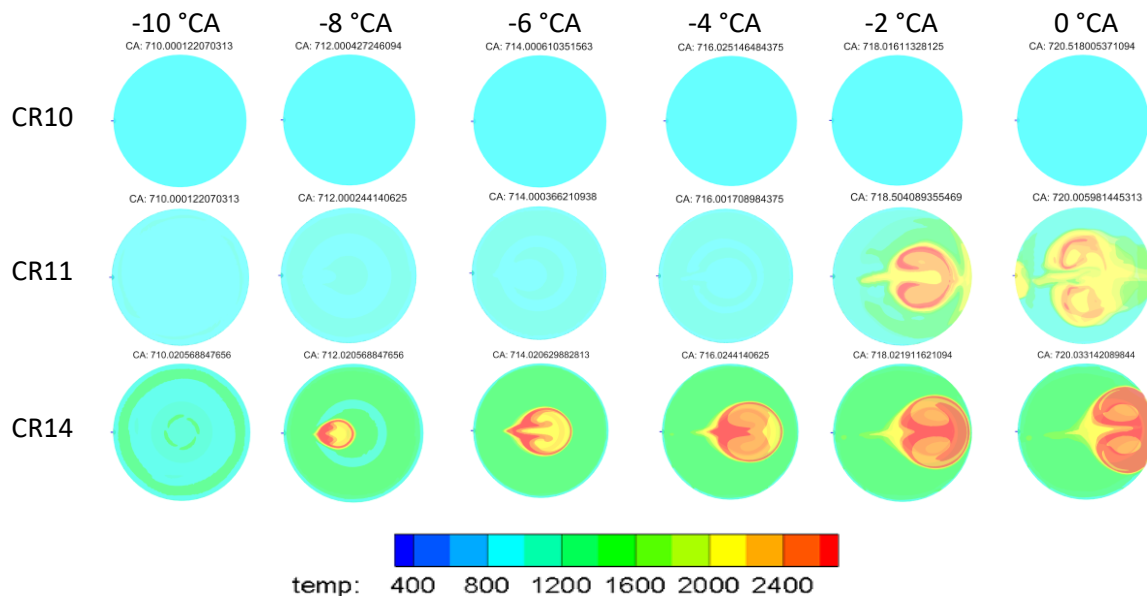 -10 °CA -8 °CA -6 °CA -4 °CA -2 °CA 0 °CA
CA: 710.000122070313 CA: 712.000427246094 CA: 714.000610351563 CA: 716.025146484375 CA: 718.01611328125 CA: 720.518005371094
CR10
CA: 710.000122070313 CA: 712.000244140625 CA: 714.000366210938 CA: 716.001708984375 CA: 718.504089355469 CA: 720.005981445313
CR11
CA: 710.020568847656 CA: 712.020568847656 CA: 714.020629882813 CA: 716.0244140625 CA: 718.021911621094 CA: 720.033142089844
CR14
temp: 400 800 1200 1600 2000 2400